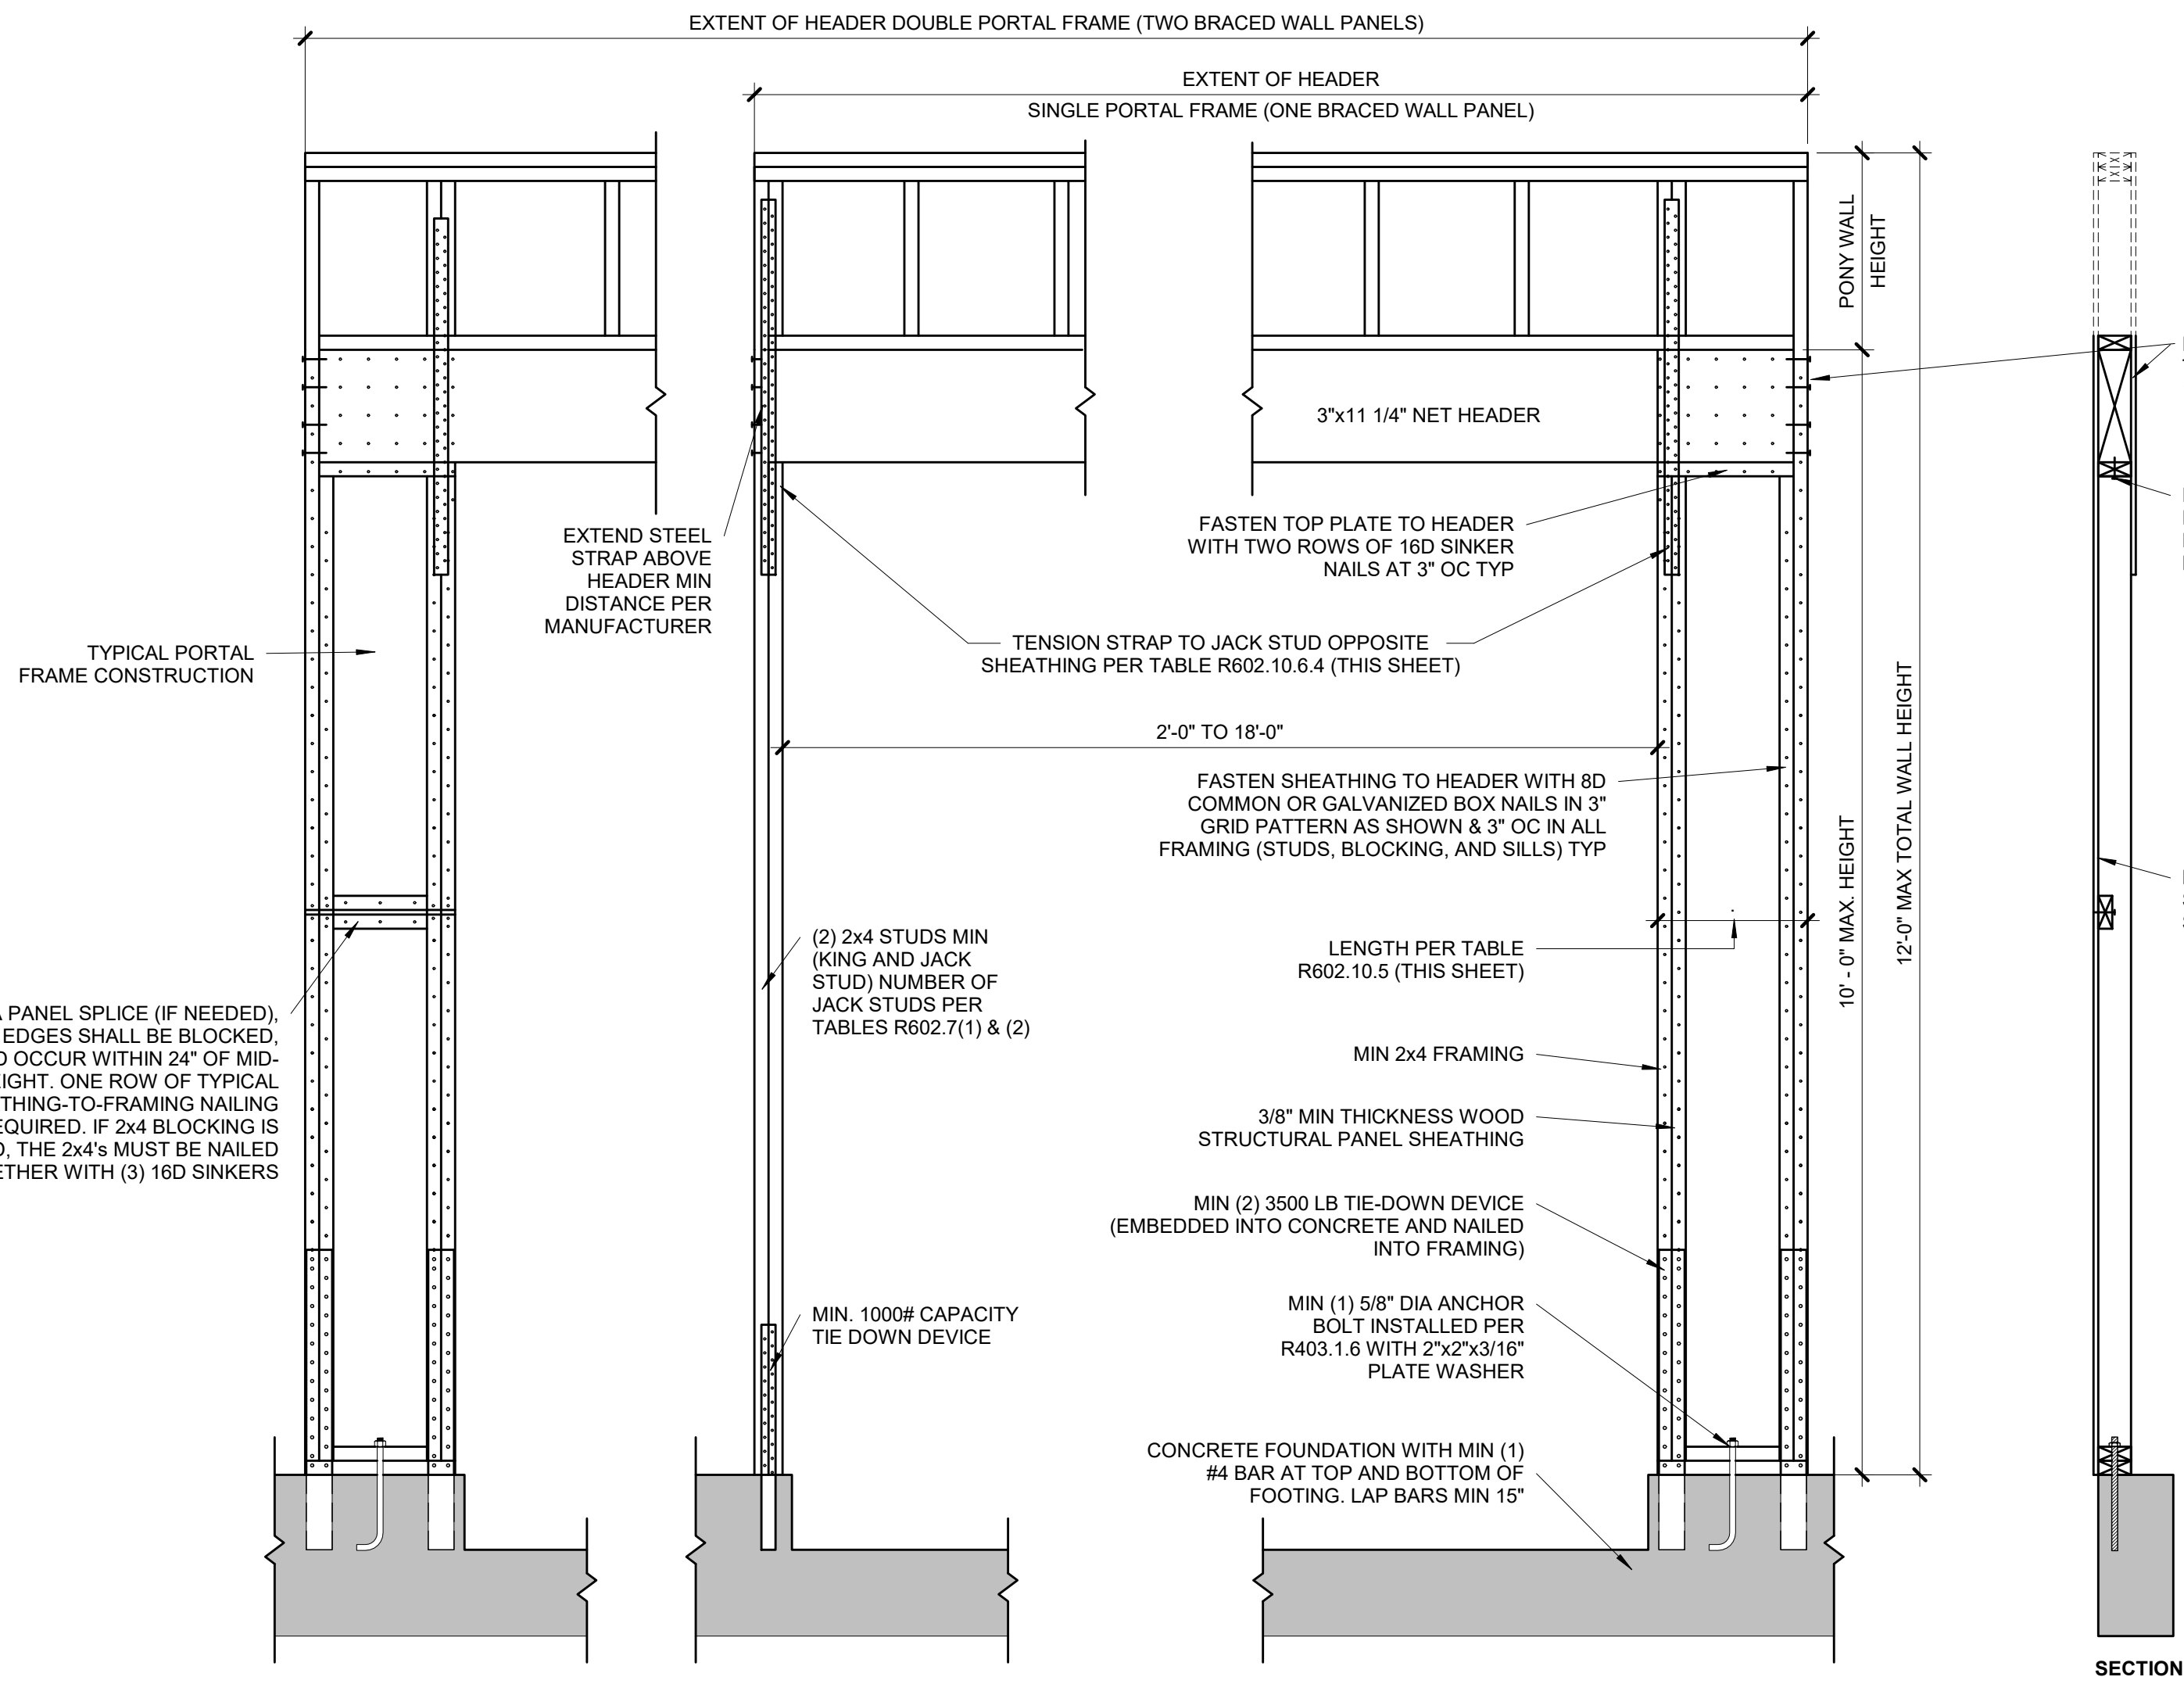 EXTENT OF HEADER DOUBLE PORTAL FRAME (TWO BRACED WALL PANELS)
EXTENT OF HEADER
SINGLE PORTAL FRAME (ONE BRACED WALL PANEL)
PONY WALL
HEIGHT
3"x11 1/4" NET HEADER
EXTEND STEEL
STRAP ABOVE
HEADER MIN
DISTANCE PER
MANUFACTURER
FASTEN TOP PLATE TO HEADER
WITH TWO ROWS OF 16D SINKER
NAILS AT 3" OC TYP
TYPICAL PORTAL
FRAME CONSTRUCTION
TENSION STRAP TO JACK STUD OPPOSITE
SHEATHING PER TABLE R602.10.6.4 (THIS SHEET)
2'-0" TO 18'-0"
FASTEN SHEATHING TO HEADER WITH 8D
COMMON OR GALVANIZED BOX NAILS IN 3"
GRID PATTERN AS SHOWN & 3" OC IN ALL
FRAMING (STUDS, BLOCKING, AND SILLS) TYP
10' - 0" MAX. HEIGHT
12'-0" MAX TOTAL WALL HEIGHT
(2) 2x4 STUDS MIN
(KING AND JACK
STUD) NUMBER OF
JACK STUDS PER
TABLES R602.7(1) & (2)
LENGTH PER TABLE
R602.10.5 (THIS SHEET)
PANEL SPLICE (IF NEEDED),
EDGES SHALL BE BLOCKED,
OCCUR WITHIN 24" OF MID-
EIGHT. ONE ROW OF TYPICAL
THING-TO-FRAMING NAILING
EQUIRED. IF 2x4 BLOCKING IS
, THE 2x4's MUST BE NAILED
ETHER WITH (3) 16D SINKERS
MIN 2x4 FRAMING
3/8" MIN THICKNESS WOOD
STRUCTURAL PANEL SHEATHING
MIN (2) 3500 LB TIE-DOWN DEVICE
(EMBEDDED INTO CONCRETE AND NAILED
INTO FRAMING)
MIN. 1000# CAPACITY
TIE DOWN DEVICE
MIN (1) 5/8" DIA ANCHOR
BOLT INSTALLED PER
R403.1.6 WITH 2"x2"x3/16"
PLATE WASHER
CONCRETE FOUNDATION WITH MIN (1)
#4 BAR AT TOP AND BOTTOM OF
FOOTING. LAP BARS MIN 15"
SECTION